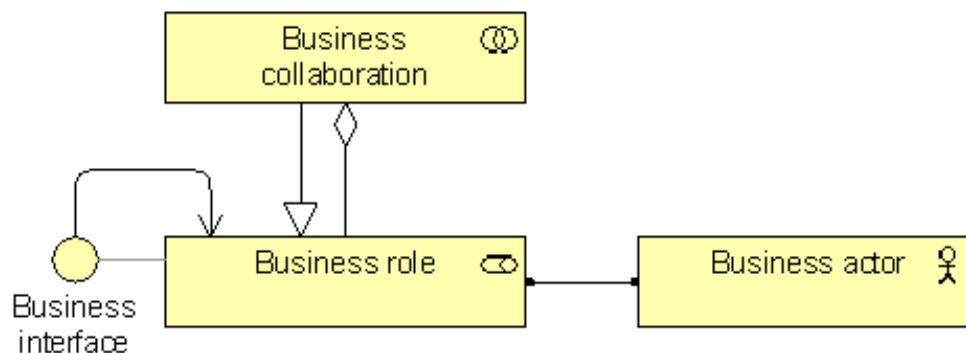 Business
collaboration
Business role
Business actor
Business
interface